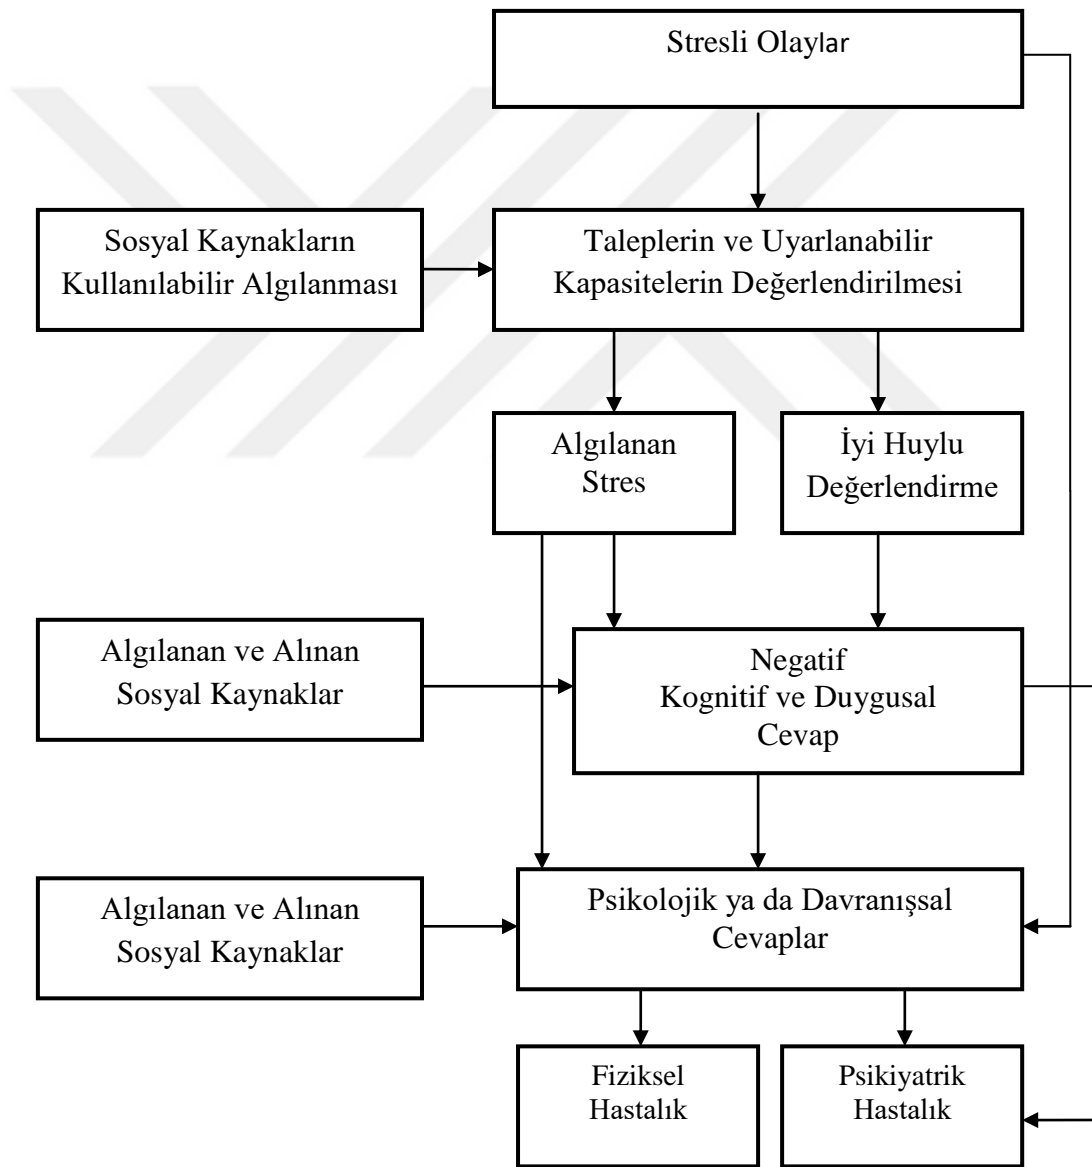 Stresli Olaylar
Sosyal Kaynakların
Kullanılabilir Algılanması
Taleplerin ve Uyarlanabilir
Kapasitelerin Değerlendirilmesi
Algılanan
Stres
İyi Huylu
Değerlendirme
Algılanan ve Alınan
Sosyal Kaynaklar
Negatif
Kognitif ve Duygusal
Cevap
Algılanan ve Alınan
Sosyal Kaynaklar
Psikolojik ya da Davranışsal
Cevaplar
Fiziksel
Hastalık
Psikiyatrik
Hastalık